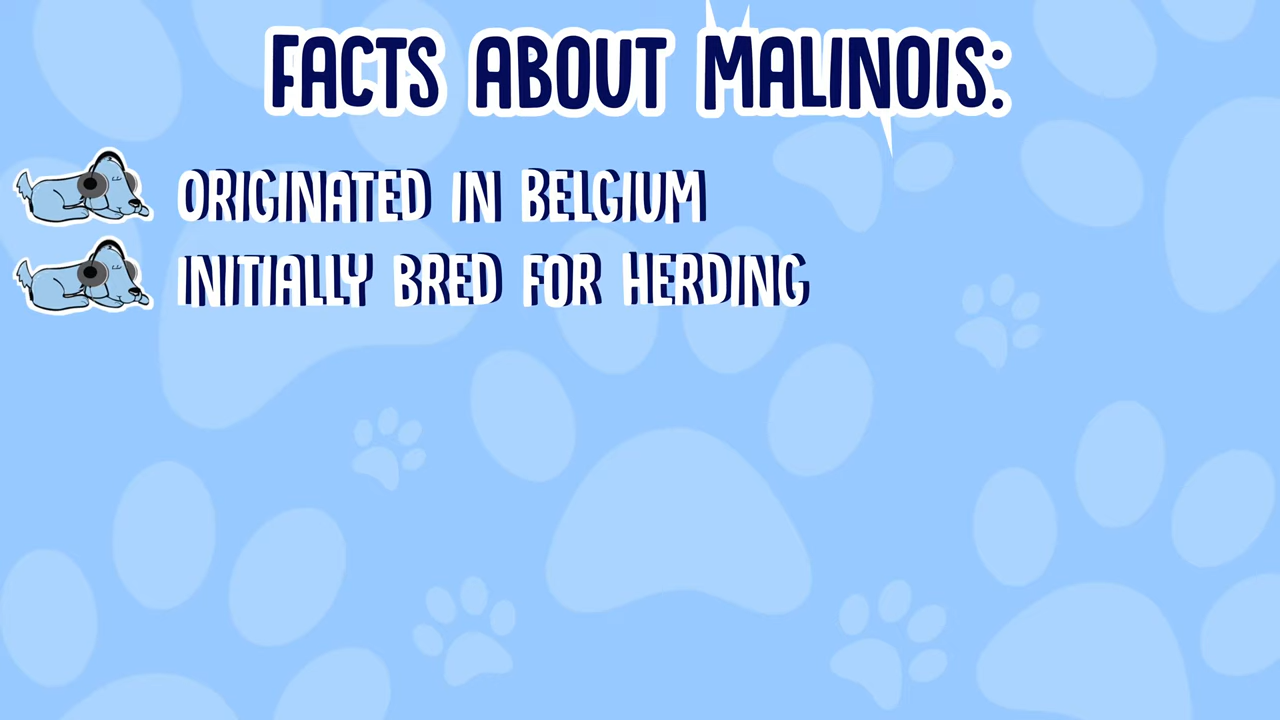 FACTS ABOUT MALINOIS:
ORIGINATED IN BELGIUM
INITIALLY BRED FOR HERDING